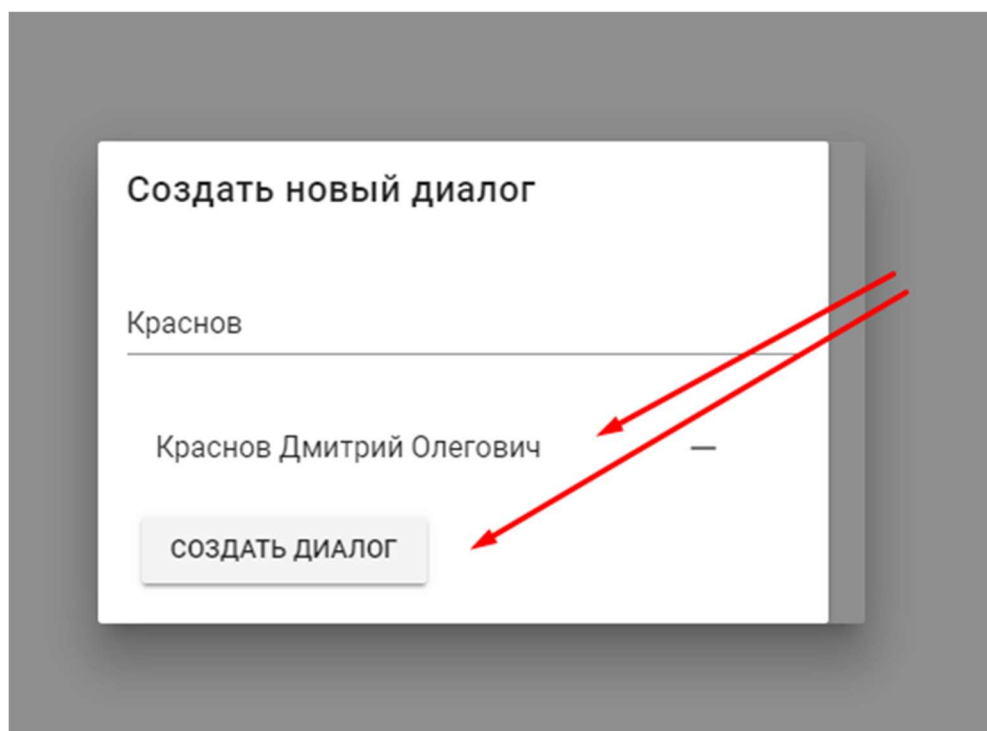 Создать новый диалог
Краснов
Краснов Дмитрий Олегович —
СОЗДАТЬ ДИАЛОГ